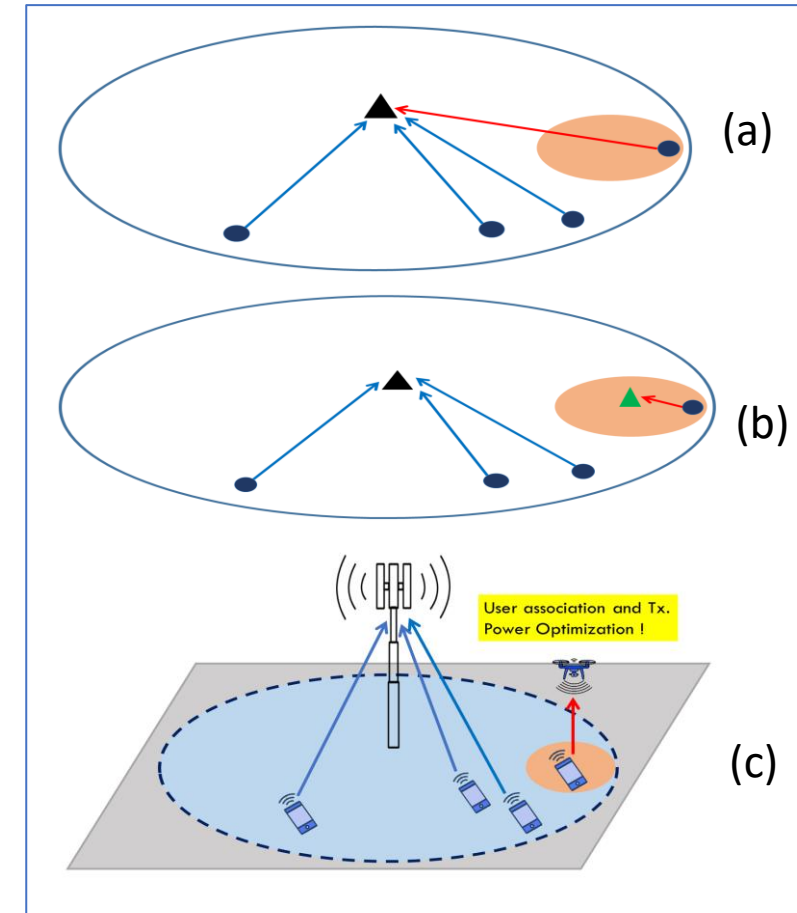 (a)
(b)
User association and Tx.
Power Optimization !
(c)